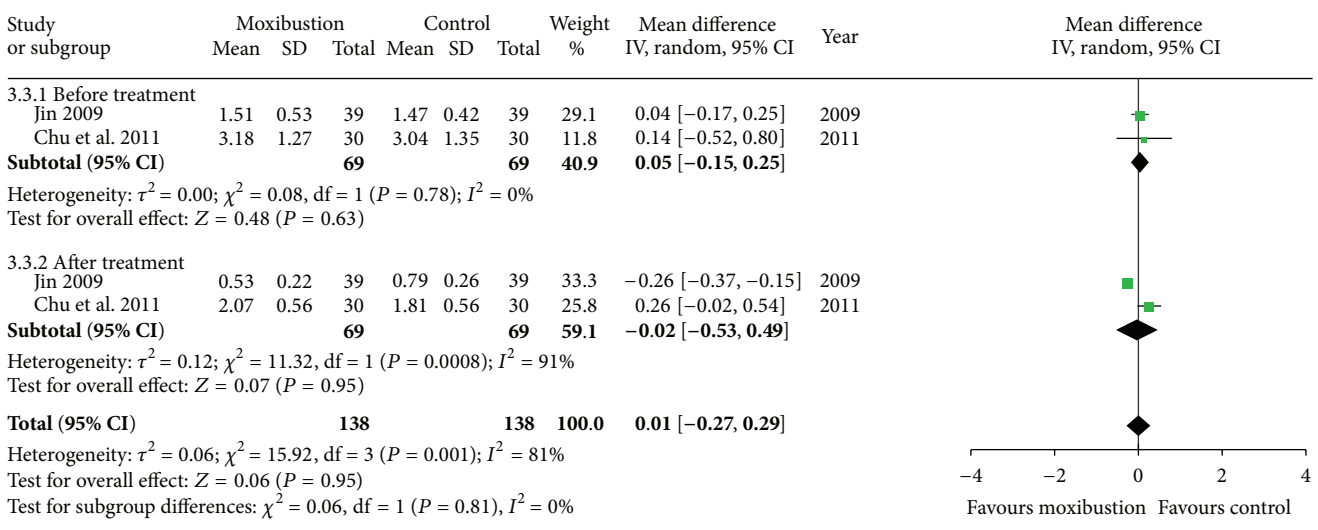 Study or subgroup Moxibustion Control Weight % Mean difference IV, random, 95% CI Year Mean difference IV, random, 95% CI
Mean SD Total Mean SD Total
3.3.1 Before treatment
Jin 2009 1.51 0.53 39 1.47 0.42 39 29.1 0.04 [−0.17, 0.25] 2009
Chu et al. 2011 3.18 1.27 30 3.04 1.35 30 11.8 0.14 [−0.52, 0.80] 2011
Subtotal (95% CI) 69 69 40.9 0.05 [−0.15, 0.25]
Heterogeneity: τ² = 0.00; χ² = 0.08, df = 1 (P = 0.78); I² = 0%
Test for overall effect: Z = 0.48 (P = 0.63)
3.3.2 After treatment
Jin 2009 0.53 0.22 39 0.79 0.26 39 33.3 −0.26 [−0.37, −0.15] 2009
Chu et al. 2011 2.07 0.56 30 1.81 0.56 30 25.8 0.26 [−0.02, 0.54] 2011
Subtotal (95% CI) 69 69 59.1 −0.02 [−0.53, 0.49]
Heterogeneity: τ² = 0.12; χ² = 11.32, df = 1 (P = 0.0008); I² = 91%
Test for overall effect: Z = 0.07 (P = 0.95)
Total (95% CI) 138 138 100.0 0.01 [−0.27, 0.29]
Heterogeneity: τ² = 0.06; χ² = 15.92, df = 3 (P = 0.001); I² = 81%
Test for overall effect: Z = 0.06 (P = 0.95)
Test for subgroup differences: χ² = 0.06, df = 1 (P = 0.81), I² = 0%
−4 −2 0 2 4
Favours moxibustion Favours control